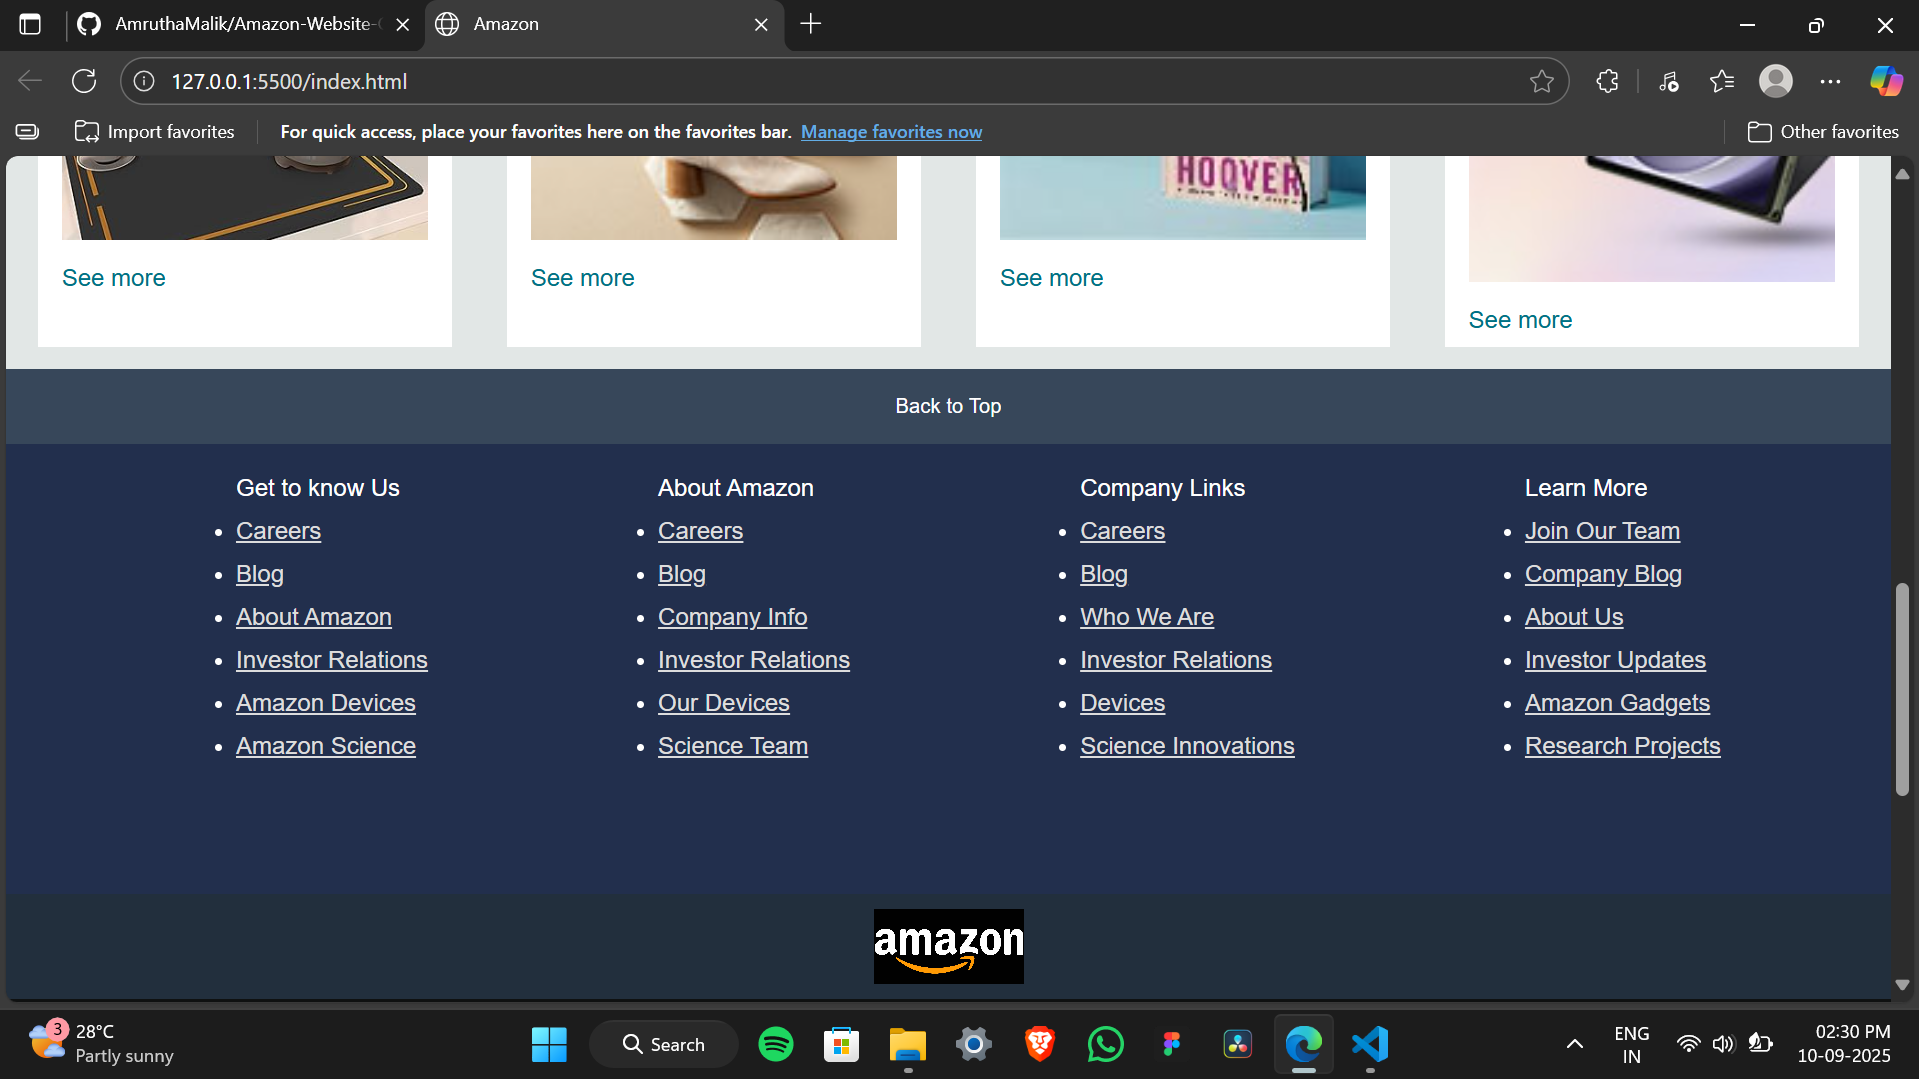 AmruthaMalik/Amazon-Website-
Amazon
127.0.0.1:5500/index.html
Import favorites
For quick access, place your favorites here on the favorites bar. Manage favorites now
Other favorites
HOOVER
See more
See more
See more
See more
Back to Top
Get to know Us
Careers
Blog
About Amazon
Investor Relations
Amazon Devices
Amazon Science
About Amazon
Careers
Blog
Company Info
Investor Relations
Our Devices
Science Team
Company Links
Careers
Blog
Who We Are
Investor Relations
Devices
Science Innovations
Learn More
Join Our Team
Company Blog
About Us
Investor Updates
Amazon Gadgets
Research Projects
amazon
3
28°C
Partly sunny
Search
ENG
IN
02:30 PM
10-09-2025